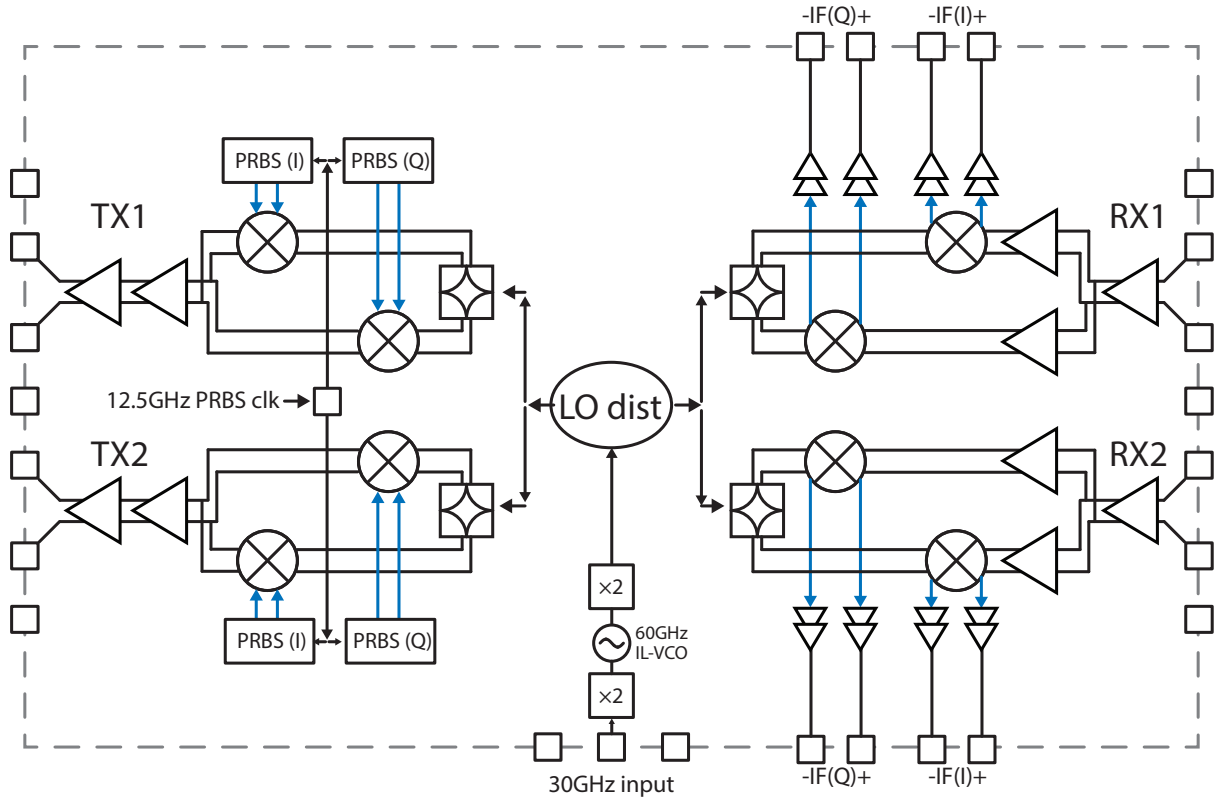 -IF(Q)+
-IF(I)+
PRBS (I)
PRBS (Q)
TX1
RX1
12.5GHz PRBS clk
LO dist
TX2
RX2
×2
PRBS (I)
PRBS (Q)
60GHz
IL-VCO
×2
30GHz input
-IF(Q)+
-IF(I)+